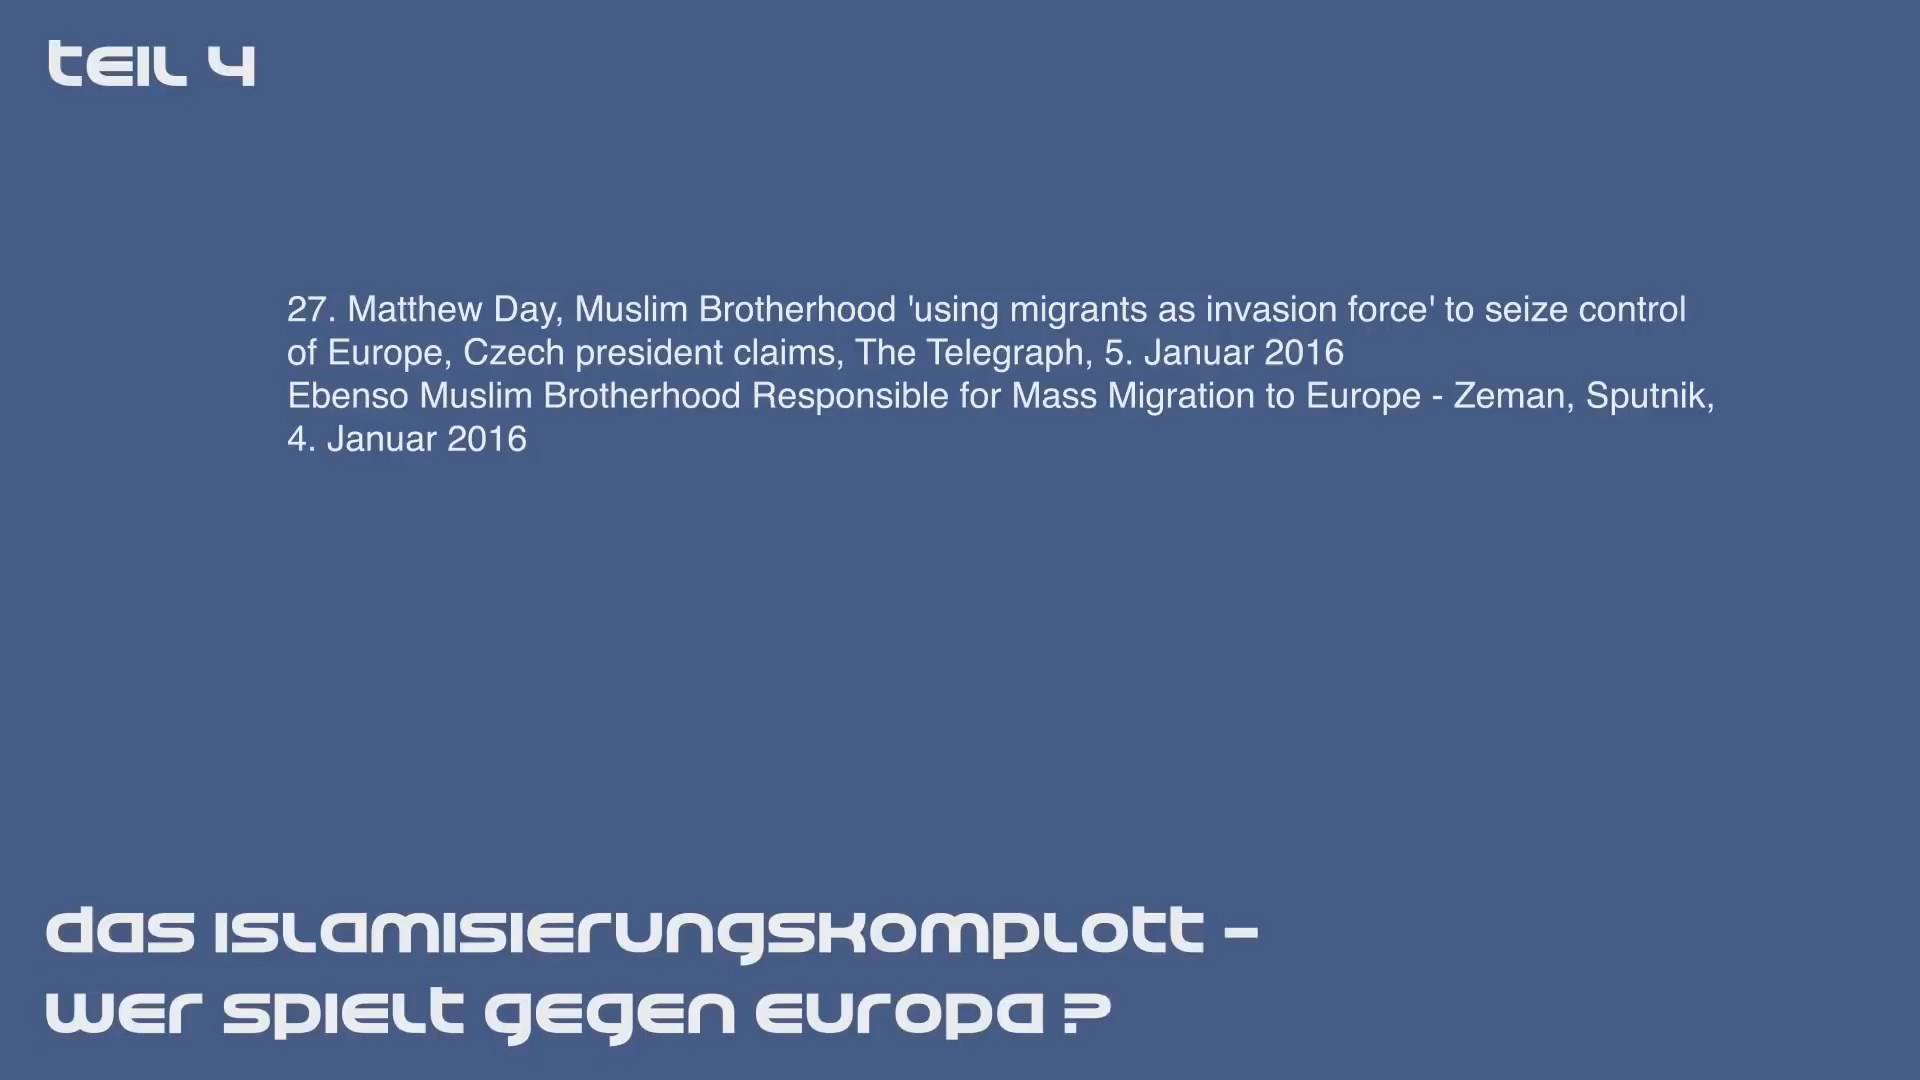 Teil 4
27. Matthew Day, Muslim Brotherhood 'using migrants as invasion force' to seize control
of Europe, Czech president claims, The Telegraph, 5. Januar 2016
Ebenso Muslim Brotherhood Responsible for Mass Migration to Europe - Zeman, Sputnik,
4. Januar 2016
das Islamisierungskomplott –
wer spielt gegen Europa ?